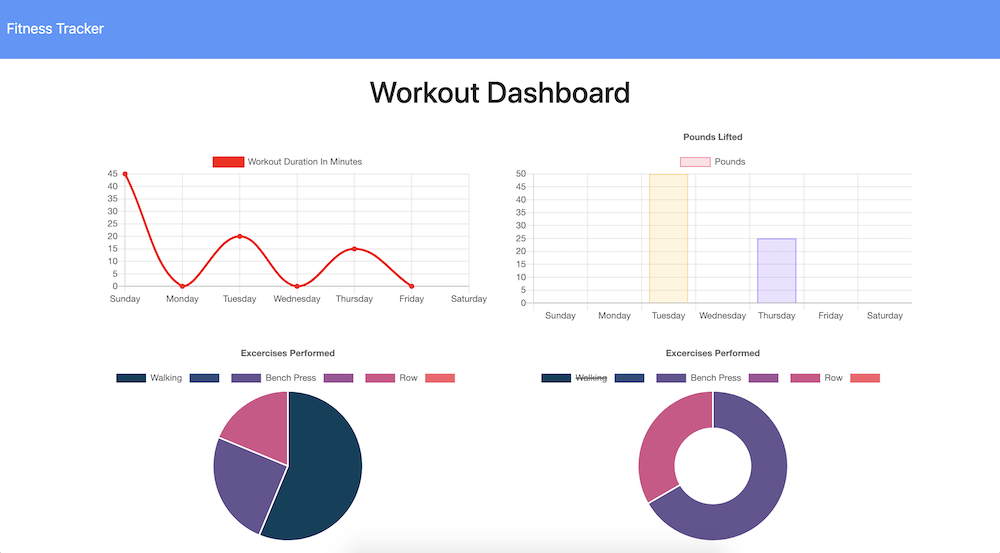 Fitness Tracker
Workout Dashboard
Workout Duration In Minutes
45
40
35
30
25
20
15
10
5
0
Sunday Monday Tuesday Wednesday Thursday Friday Saturday
Pounds Lifted
Pounds
50
45
40
35
30
25
20
15
10
5
0
Sunday Monday Tuesday Wednesday Thursday Friday Saturday
Excercises Performed
Walking Bench Press Row
Excercises Performed
Walking Bench Press Row